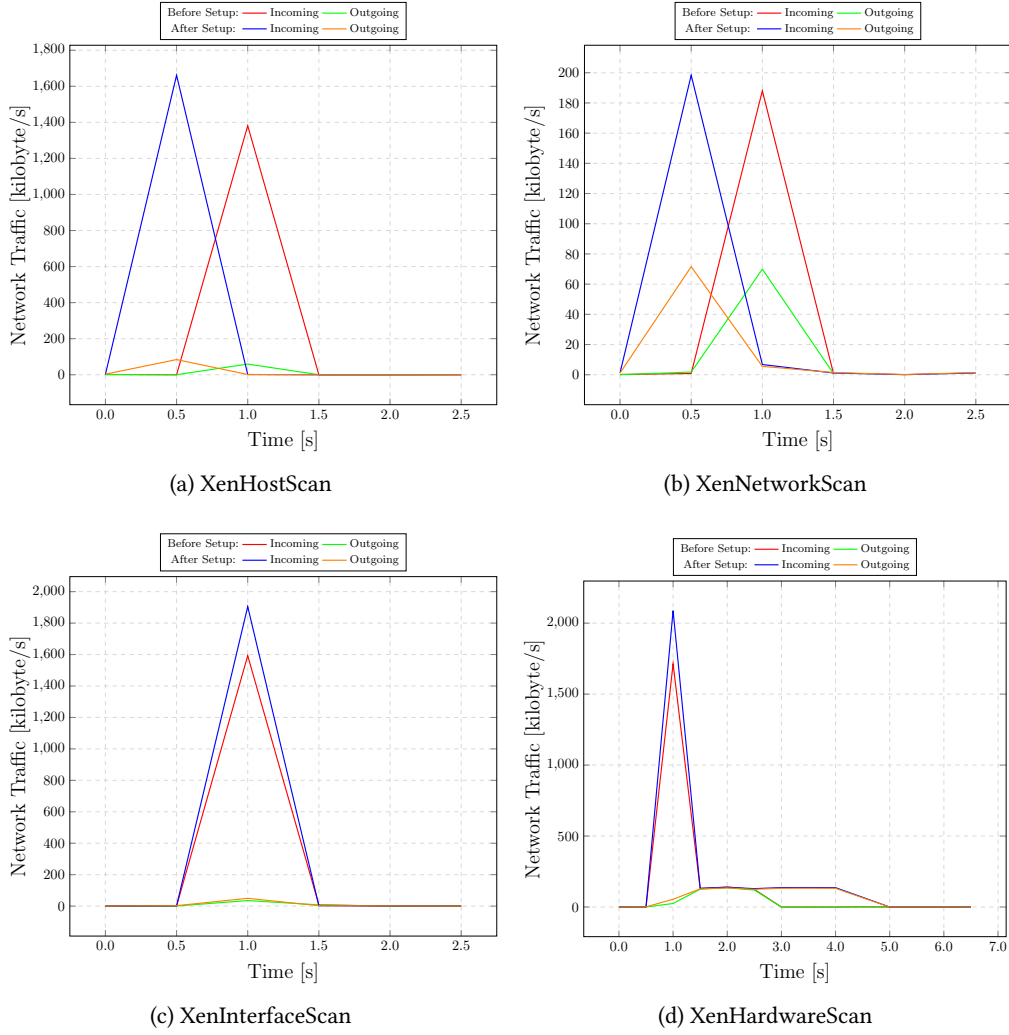 Before Setup: Incoming Outgoing
After Setup: Incoming Outgoing
1,800
1,600
1,400
1,200
1,000
800
600
400
200
0
Network Traffic [kilobyte/s]
0.0 0.5 1.0 1.5 2.0 2.5
Time [s]
(a) XenHostScan
Before Setup: Incoming Outgoing
After Setup: Incoming Outgoing
200
180
160
140
120
100
80
60
40
20
0
Network Traffic [kilobyte/s]
0.0 0.5 1.0 1.5 2.0 2.5
Time [s]
(b) XenNetworkScan
Before Setup: Incoming Outgoing
After Setup: Incoming Outgoing
2,000
1,800
1,600
1,400
1,200
1,000
800
600
400
200
0
Network Traffic [kilobyte/s]
0.0 0.5 1.0 1.5 2.0 2.5
Time [s]
(c) XenInterfaceScan
Before Setup: Incoming Outgoing
After Setup: Incoming Outgoing
2,000
1,500
1,000
500
0
Network Traffic [kilobyte/s]
0.0 1.0 2.0 3.0 4.0 5.0 6.0 7.0
Time [s]
(d) XenHardwareScan